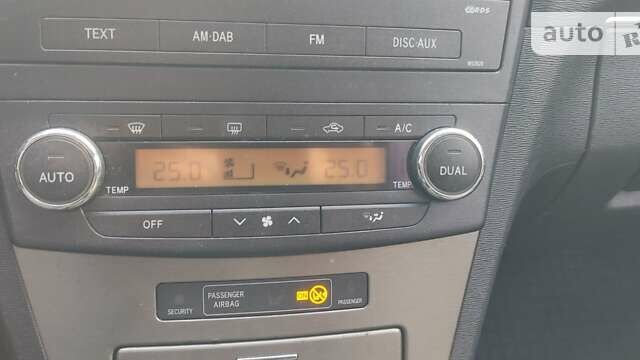 RDS
TEXT AM·DAB FM DISC·AUX
A/C
AUTO 25.0 25.0 DUAL
TEMP TEMP
OFF
PASSENGER AIRBAG ON
SECURITY PASSENGER
auto